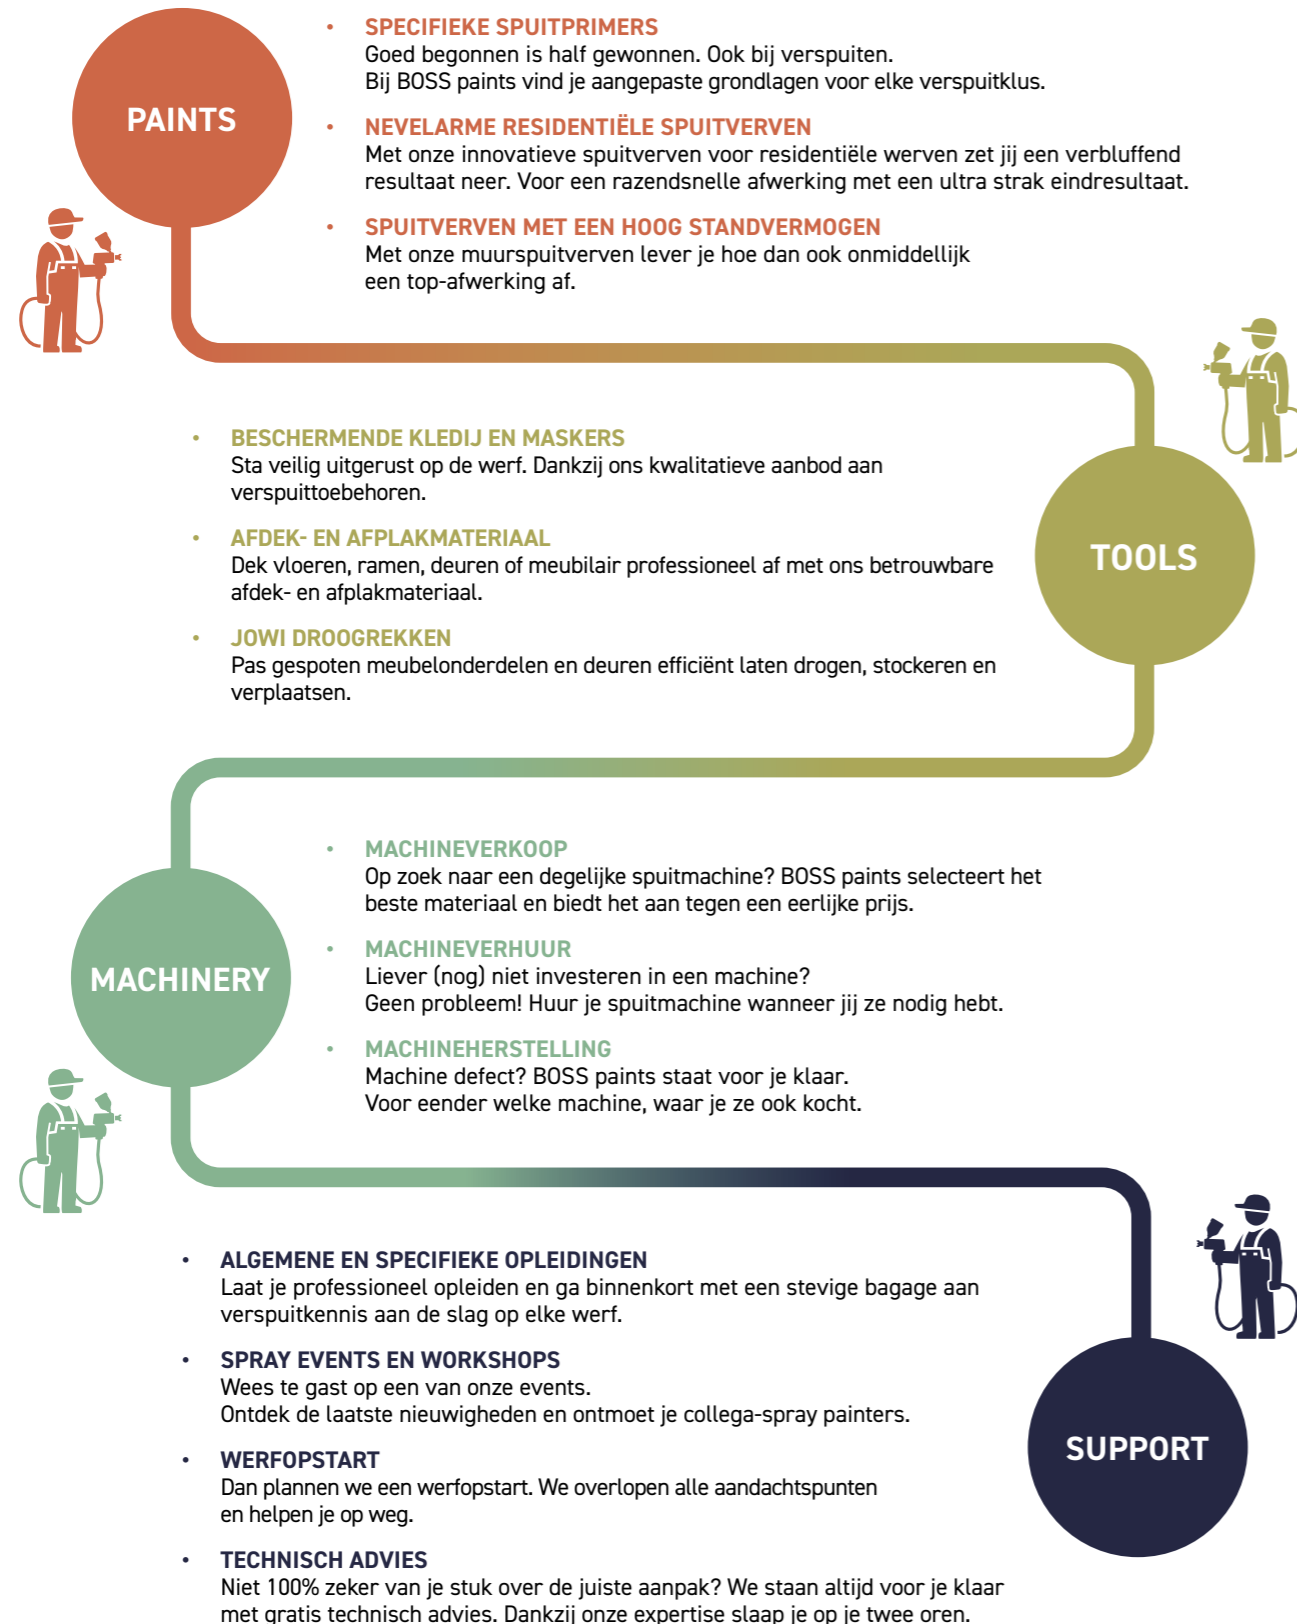 PAINTS
• SPECIFIEKE SPUITPRIMERS
Goed begonnen is half gewonnen. Ook bij verspuiten.
Bij BOSS paints vind je aangepaste grondlagen voor elke verspuitklus.
• NEVELARME RESIDENTIËLE SPUITVERVEN
Met onze innovatieve spuitverven voor residentiële werven zet jij een verbluffend
resultaat neer. Voor een razendsnelle afwerking met een ultra strak eindresultaat.
• SPUITVERVEN MET EEN HOOG STANDVERMOGEN
Met onze muurspuitverven lever je hoe dan ook onmiddellijk
een top-afwerking af.
• BESCHERMENDE KLEDIJ EN MASKERS
Sta veilig uitgerust op de werf. Dankzij ons kwalitatieve aanbod aan
verspuittoebehoren.
• AFDEK- EN AFPLAKMATERIAAL
Dek vloeren, ramen, deuren of meubilair professioneel af met ons betrouwbare
afdek- en afplakmateriaal.
• JOWI DROOGREKKEN
Pas gespoten meubelonderdelen en deuren efficiënt laten drogen, stockeren en
verplaatsen.
TOOLS
MACHINERY
• MACHINEVERKOOP
Op zoek naar een degelijke spuitmachine? BOSS paints selecteert het
beste materiaal en biedt het aan tegen een eerlijke prijs.
• MACHINEVERHUUR
Liever (nog) niet investeren in een machine?
Geen probleem! Huur je spuitmachine wanneer jij ze nodig hebt.
• MACHINEHERSTELLING
Machine defect? BOSS paints staat voor je klaar.
Voor eender welke machine, waar je ze ook kocht.
• ALGEMENE EN SPECIFIEKE OPLEIDINGEN
Laat je professioneel opleiden en ga binnenkort met een stevige bagage aan
verspuitkennis aan de slag op elke werf.
• SPRAY EVENTS EN WORKSHOPS
Wees te gast op een van onze events.
Ontdek de laatste nieuwigheden en ontmoet je collega-spray painters.
• WERFOPSTART
Dan plannen we een werfopstart. We overlopen alle aandachtspunten
en helpen je op weg.
• TECHNISCH ADVIES
Niet 100% zeker van je stuk over de juiste aanpak? We staan altijd voor je klaar
met gratis technisch advies. Dankzij onze expertise slaap je op je twee oren.
SUPPORT